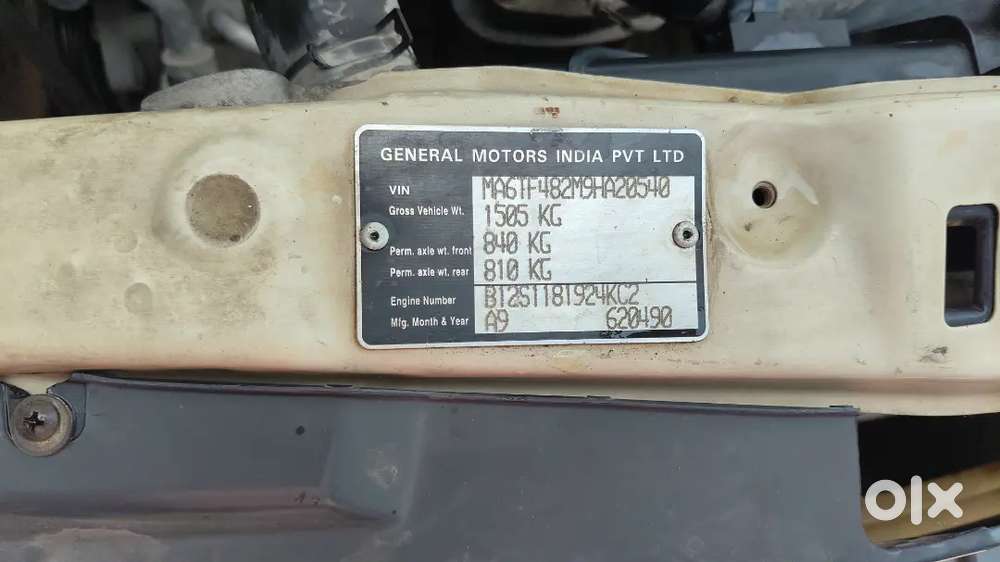 GENERAL MOTORS INDIA PVT LTD
VIN MA6TF482M9HA20540
Gross Vehicle Wt. 1505 KG
Perm. axle wt. front 840 KG
Perm. axle wt. rear 810 KG
Engine Number B12S1181924KC2
Mfg. Month & Year A9 620490
olx